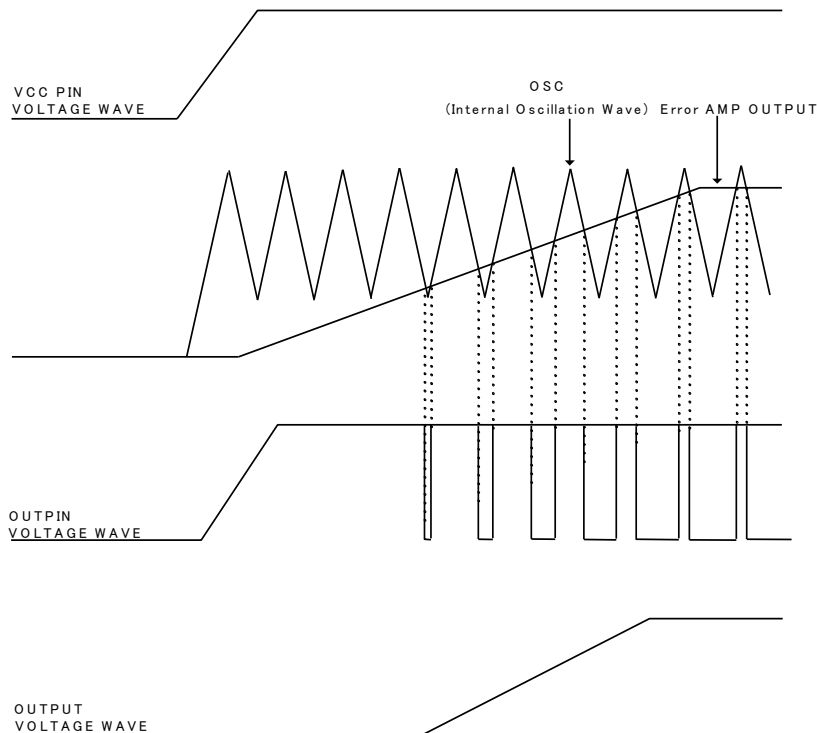 VCC PIN
VOLTAGE WAVE
OSC
(Internal Oscillation Wave) Error AMP OUTPUT
OUTPIN
VOLTAGE WAVE
OUTPUT
VOLTAGE WAVE